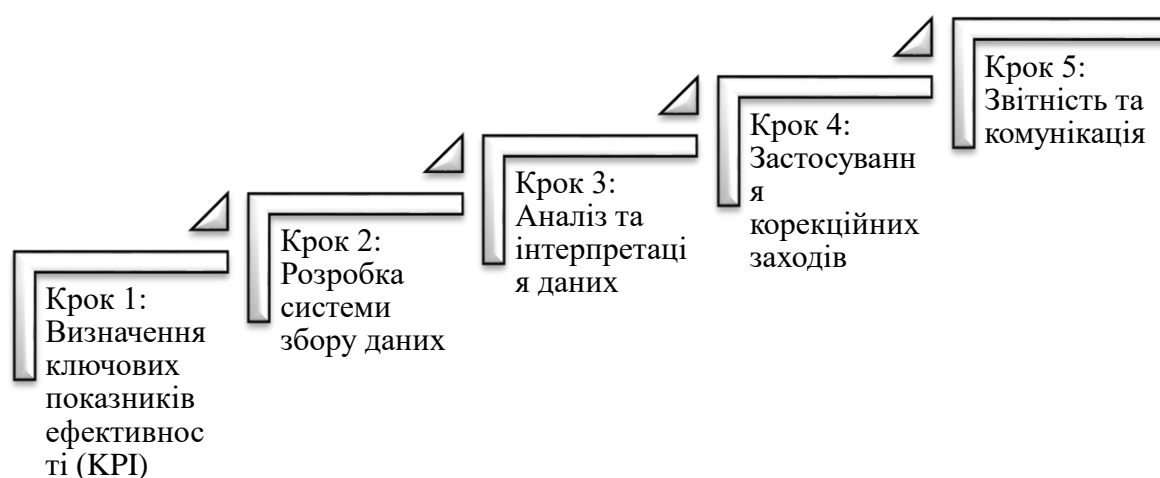 Крок 1:
Визначення
ключових
показників
ефективнос
ті (KPI)
Крок 2:
Розробка
системи
збору даних
Крок 3:
Аналіз та
інтерпретаці
я даних
Крок 4:
Застосуванн
я
корекційних
заходів
Крок 5:
Звітність та
комунікація